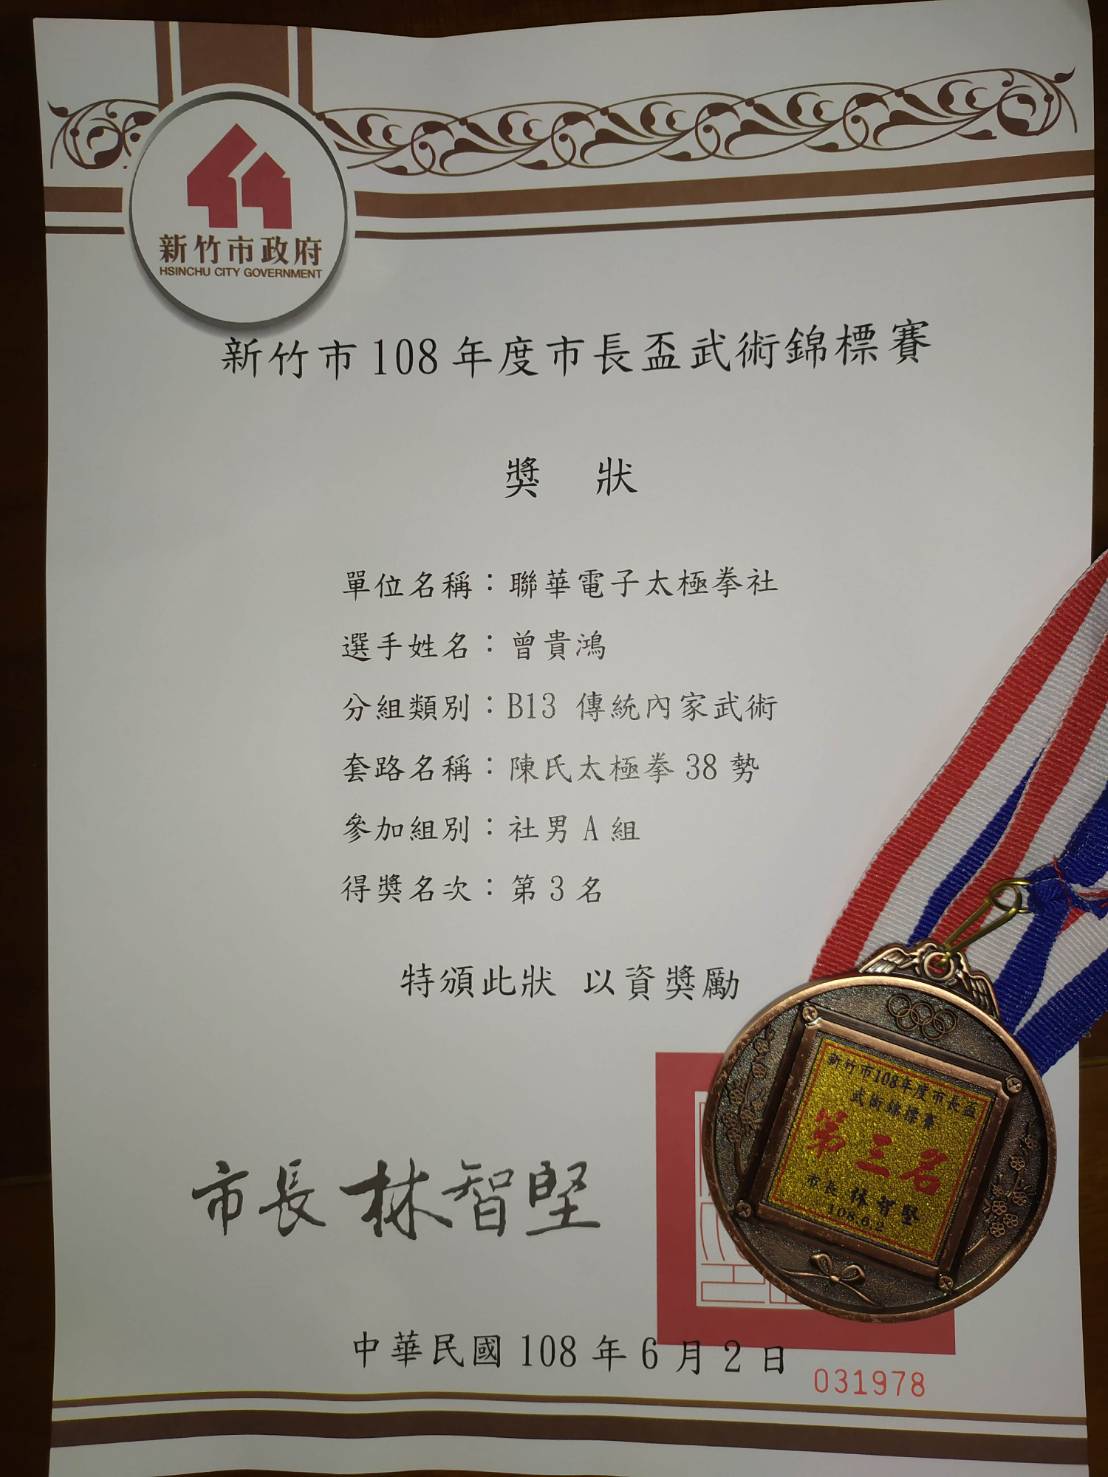 新竹市政府
HSINCHU CITY GOVERNMENT
新竹市108年度市長盃武術錦標賽
獎 狀
單位名稱：聯華電子太極拳社
選手姓名：曾貴鴻
分組類別：B13 傳統內家武術
套路名稱：陳氏太極拳38勢
參加組別：社男A組
得獎名次：第3名
特頒此狀 以資獎勵
市長 林智堅
中華民國108年6月2日
031978
新竹市108年度市長盃
武術錦標賽
第三名
市長 林智堅
108.6.2